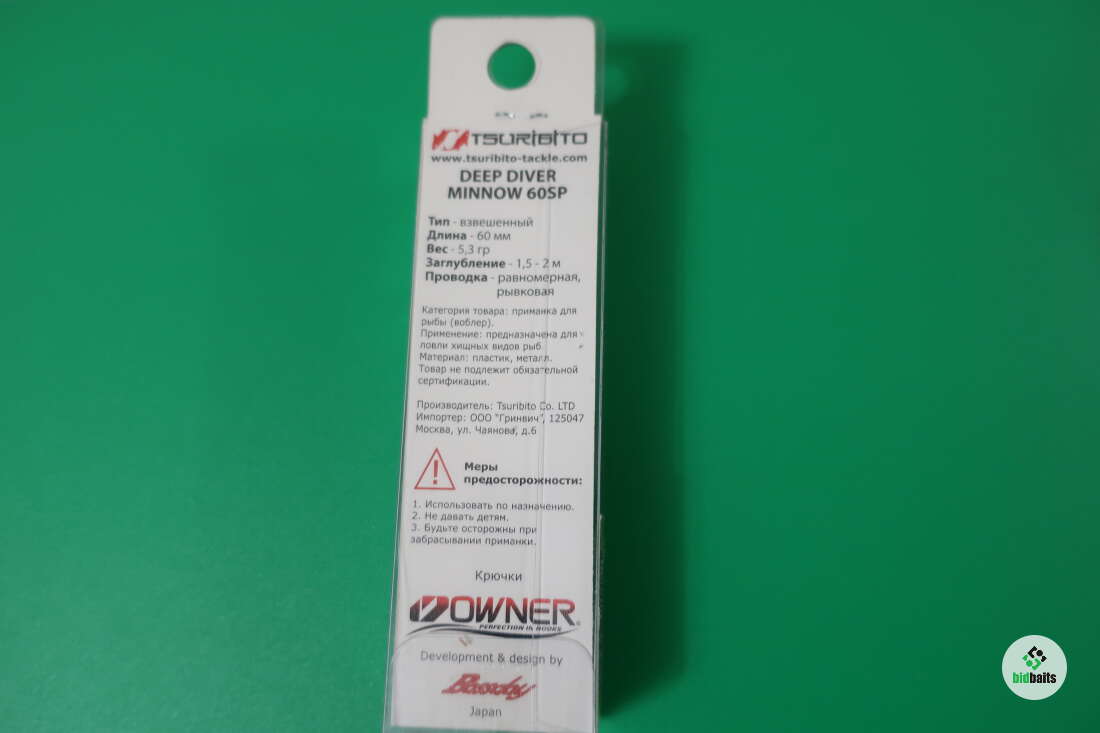 TSURIBITO
www.tsuribito-tackle.com
DEEP DIVER
MINNOW 60SP
Тип - взвешенный
Длина - 60 мм
Вес - 5,3 гр
Заглубление - 1,5 - 2 м
Проводка - равномерная,
рывковая
Категория товара: приманка для
рыбы (воблер).
Применение: предназначена для
ловли хищных видов рыб
Материал: пластик, металл.
Товар не подлежит обязательной
сертификации.
Производитель: Tsuribito Co. LTD
Импортер: ООО "Гринвич", 125047
Москва, ул. Чаянова, д.6
!
Меры
предосторожности:
1. Использовать по назначению.
2. Не давать детям.
3. Будьте осторожны при
забрасывании приманки.
Крючки
OWNER
PERFECTION IN HOOKS
Development & design by
Bassday
Japan
bidbaits